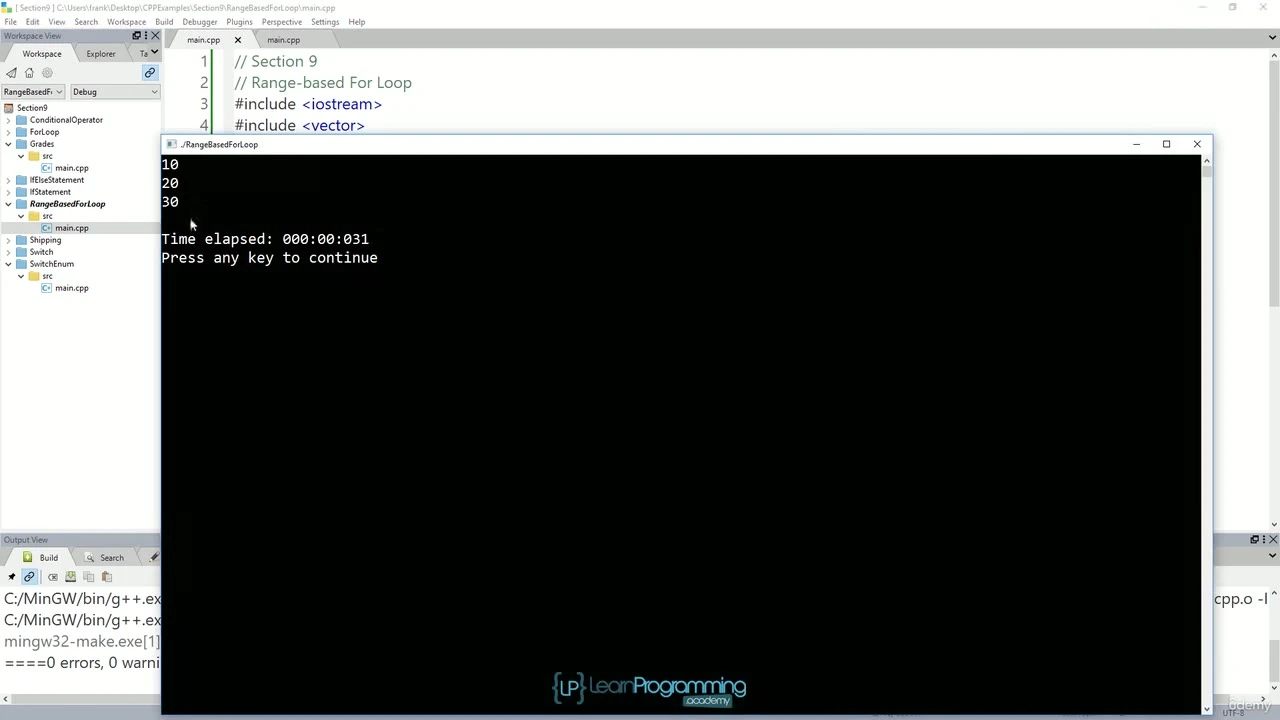 [ Section9 ] C:\Users\frank\Desktop\CPPExamples\Section9\RangeBasedForLoop\main.cpp
File Edit View Search Workspace Build Debugger Plugins Perspective Settings Help
Workspace View
Workspace Explorer Ta
RangeBasedF Debug
Section9
ConditionalOperator
ForLoop
Grades
src
main.cpp
IfElseStatement
IfStatement
RangeBasedForLoop
src
main.cpp
Shipping
Switch
SwitchEnum
src
main.cpp
main.cpp main.cpp
1 // Section 9
2 // Range-based For Loop
3 #include <iostream>
4 #include <vector>
./RangeBasedForLoop
10
20
30
Time elapsed: 000:00:031
Press any key to continue
Output View
Build Search
C:/MinGW/bin/g++.ex
cpp.o -I
C:/MinGW/bin/g++.ex
mingw32-make.exe[1]
====0 errors, 0 warni
{LP} LearnProgramming
academy
ûdemy
UTF-8